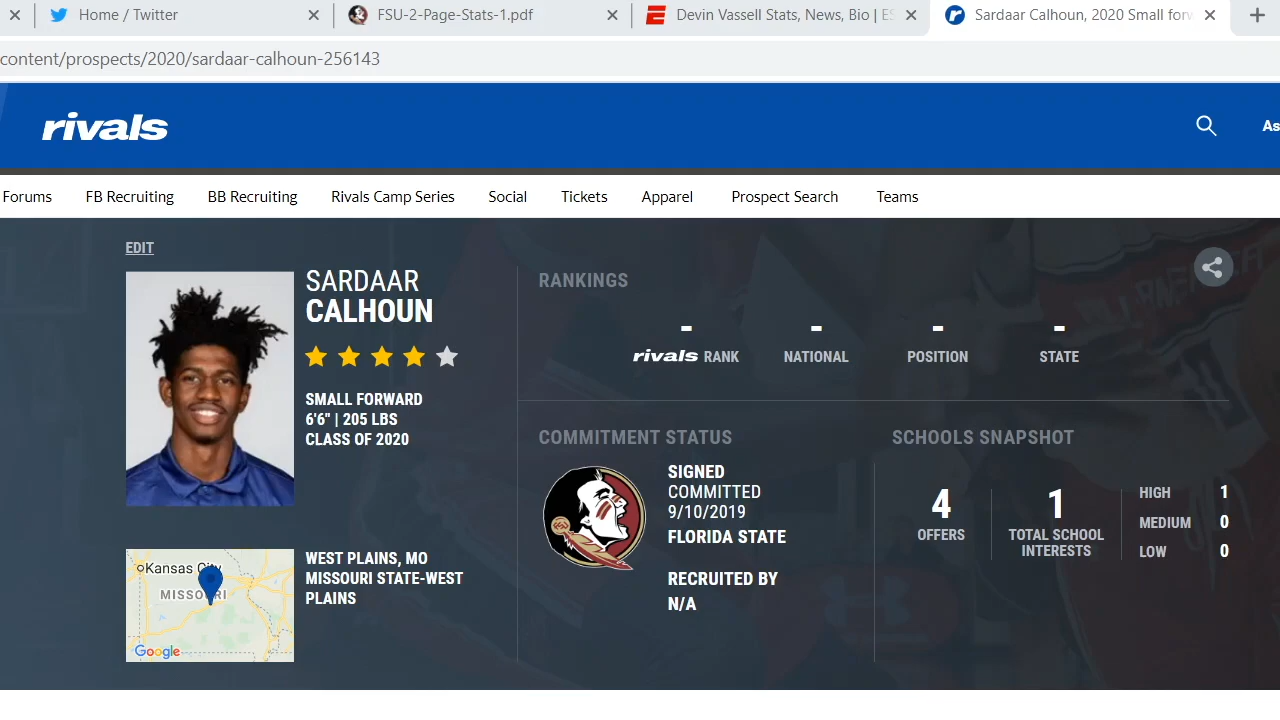 Home / Twitter
FSU-2-Page-Stats-1.pdf
Devin Vassell Stats, News, Bio | ES
Sardaar Calhoun, 2020 Small forw
content/prospects/2020/sardaar-calhoun-256143
rivals
As
Forums BB Recruiting FB Recruiting Rivals Camp Series Social Tickets Apparel Prospect Search Teams
EDIT
SARDAAR
CALHOUN
SMALL FORWARD
6'6" | 205 LBS
CLASS OF 2020
Kansas City
MISSOURI
Google
WEST PLAINS, MO
MISSOURI STATE-WEST
PLAINS
RANKINGS
- - - -
rivals RANK NATIONAL POSITION STATE
COMMITMENT STATUS
SIGNED
COMMITTED
9/10/2019
FLORIDA STATE
RECRUITED BY
N/A
SCHOOLS SNAPSHOT
4
OFFERS
1
TOTAL SCHOOL
INTERESTS
HIGH 1
MEDIUM 0
LOW 0